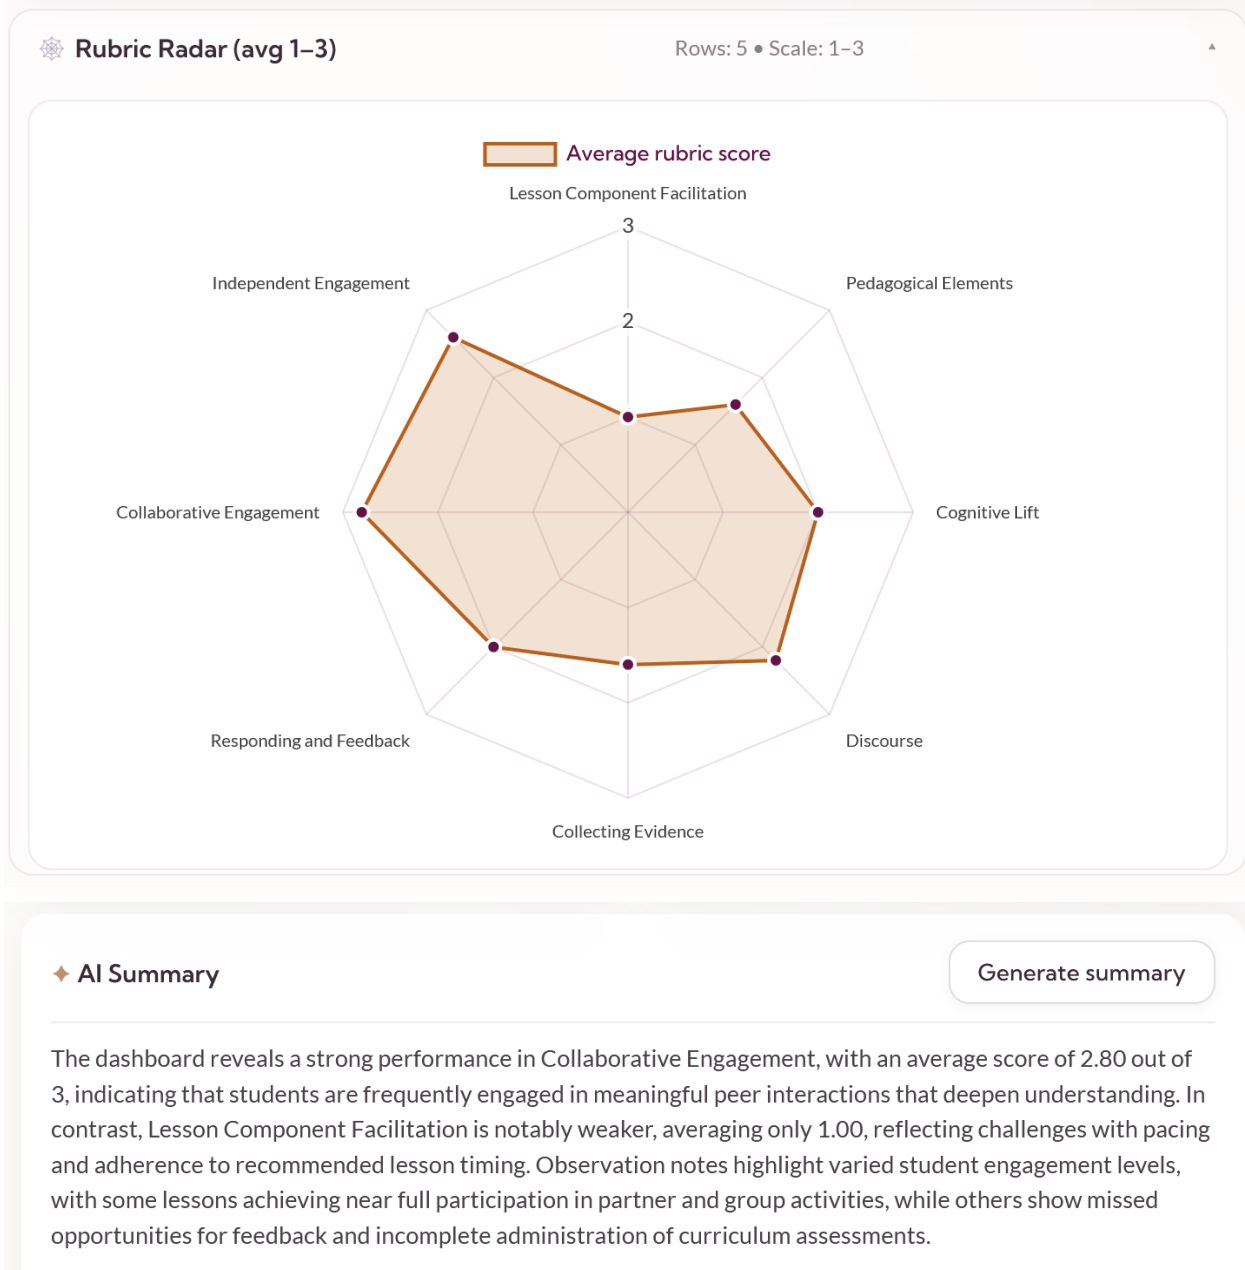 Rubric Radar (avg 1–3)
Rows: 5 • Scale: 1–3
Average rubric score
Lesson Component Facilitation
3
Independent Engagement
Pedagogical Elements
2
Collaborative Engagement
Cognitive Lift
Responding and Feedback
Discourse
Collecting Evidence
AI Summary
Generate summary
The dashboard reveals a strong performance in Collaborative Engagement, with an average score of 2.80 out of
3, indicating that students are frequently engaged in meaningful peer interactions that deepen understanding. In
contrast, Lesson Component Facilitation is notably weaker, averaging only 1.00, reflecting challenges with pacing
and adherence to recommended lesson timing. Observation notes highlight varied student engagement levels,
with some lessons achieving near full participation in partner and group activities, while others show missed
opportunities for feedback and incomplete administration of curriculum assessments.